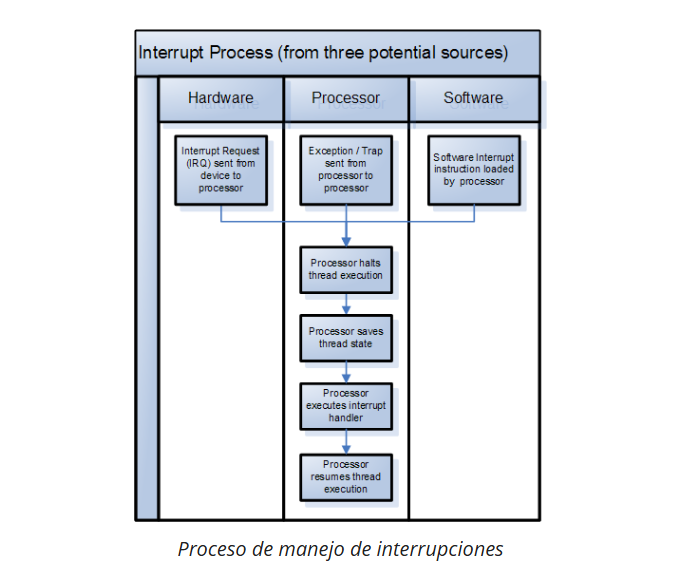 Interrupt Process (from three potential sources)
Hardware
Processor
Software
Interrupt Request
(IRQ) sent from
device to
processor
Exception / Trap
sent from
processor to
processor
Software Interrupt
instruction loaded
by processor
Processor halts
thread execution
Processor saves
thread state
Processor
executes interrupt
handler
Processor
resumes thread
execution
Proceso de manejo de interrupciones